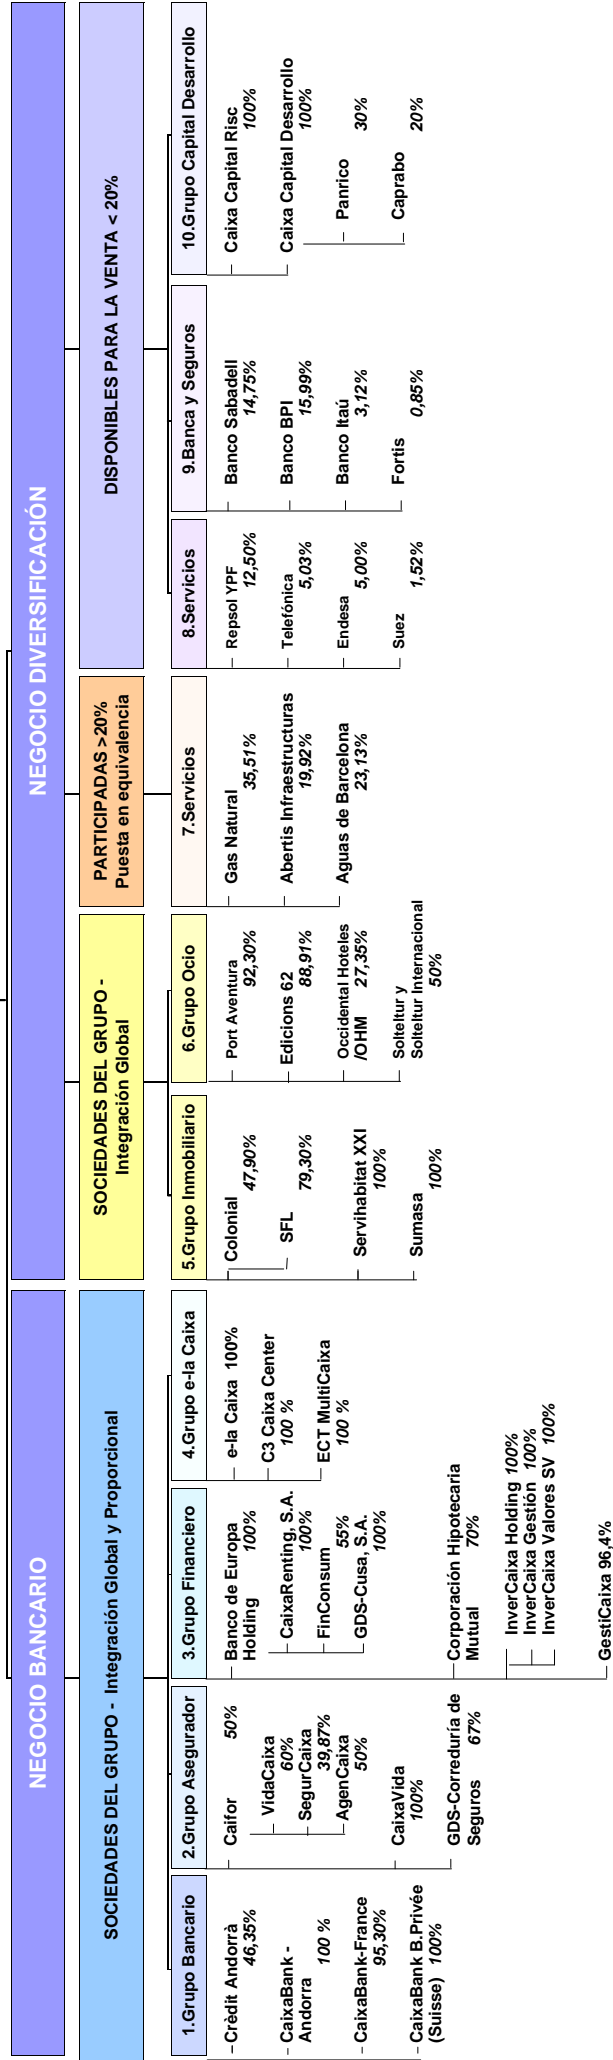 NEGOCIO BANCARIO
NEGOCIO DIVERSIFICACIÓN
SOCIEDADES DEL GRUPO - Integración Global y Proporcional
SOCIEDADES DEL GRUPO -
Integración Global
PARTICIPADAS >20%
Puesta en equivalencia
DISPONIBLES PARA LA VENTA < 20%
1.Grupo Bancario
Crèdit Andorrà
46,35%
CaixaBank -
Andorra
100 %
CaixaBank-France
95,30%
CaixaBank B.Privée
(Suisse) 100%
2.Grupo Asegurador
Caifor 50%
VidaCaixa
60%
SegurCaixa
39,87%
AgenCaixa
50%
CaixaVida
100%
GDS-Correduría de
Seguros 67%
3.Grupo Financiero
Banco de Europa
Holding 100%
CaixaRenting, S.A.
100%
FinConsum
55%
GDS-Cusa, S.A.
100%
Corporación Hipotecaria
Mutual 70%
InverCaixa Holding 100%
InverCaixa Gestión 100%
InverCaixa Valores SV 100%
GestiCaixa 96,4%
4.Grupo e-la Caixa
e-la Caixa 100%
C3 Caixa Center
100 %
ECT MultiCaixa
100 %
5.Grupo Inmobiliario
Colonial
47,90%
SFL
79,30%
Servihabitat XXI
100%
Sumasa
100%
6.Grupo Ocio
Port Aventura
92,30%
Edicions 62
88,91%
Occidental Hoteles
/OHM 27,35%
Solteltur y
Solteltur Internacional
50%
7.Servicios
Gas Natural
35,51%
Abertis Infraestructuras
19,92%
Aguas de Barcelona
23,13%
8.Servicios
Repsol YPF
12,50%
Telefónica
5,03%
Endesa
5,00%
Suez
1,52%
9.Banca y Seguros
Banco Sabadell
14,75%
Banco BPI
15,99%
Banco Itaú
3,12%
Fortis
0,85%
10.Grupo Capital Desarrollo
Caixa Capital Risc
100%
Caixa Capital Desarrollo
100%
Panrico
30%
Caprabo
20%